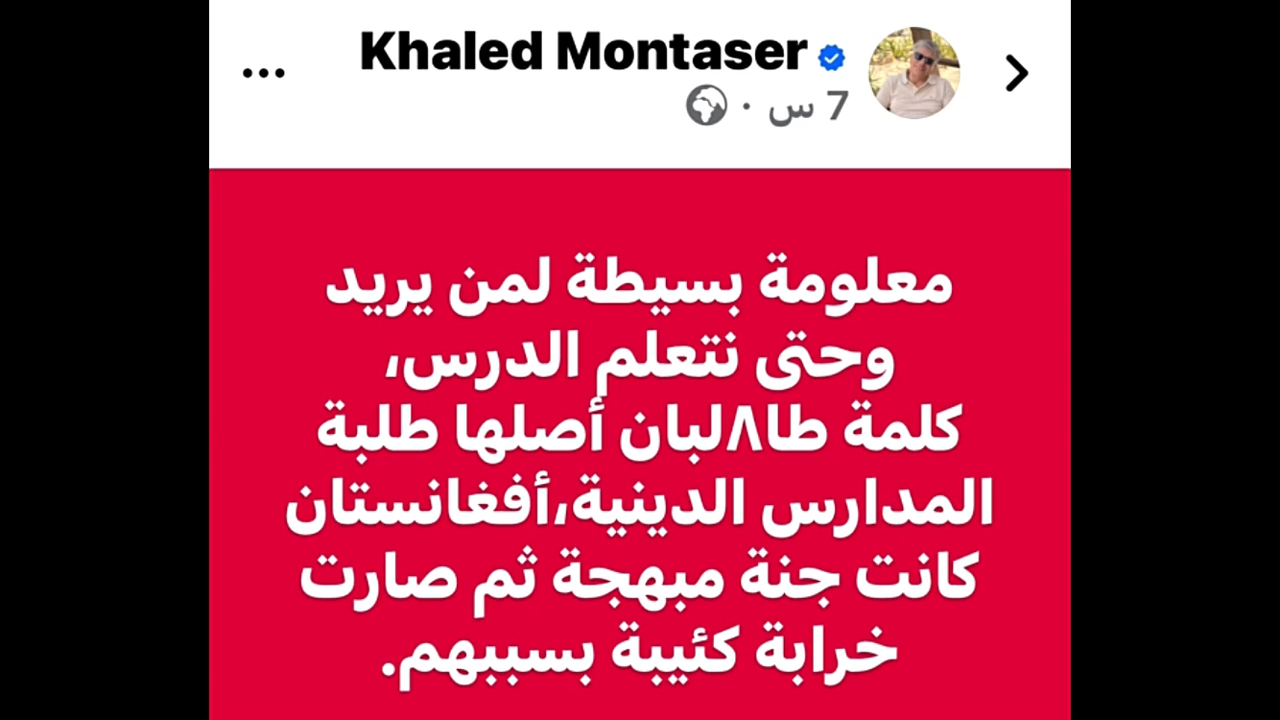 Khaled Montaser
7 س ·
معلومة بسيطة لمن يريد
وحتى نتعلم الدرس،
كلمة طا٨لبان أصلها طلبة
المدارس الدينية،أفغانستان
كانت جنة مبهجة ثم صارت
خرابة كئيبة بسببهم.